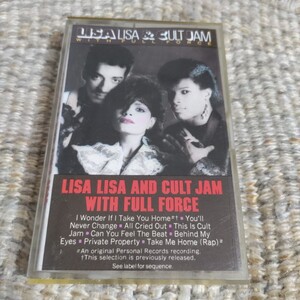 LISA LISA & CULT JAM
WITH FULL FORCE
LISA LISA AND CULT JAM
WITH FULL FORCE
I Wonder If I Take You Home*† ■ You'll
Never Change ■ All Cried Out ■ This Is Cult
Jam ■ Can You Feel The Beat ■ Behind My
Eyes ■ Private Property ■ Take Me Home (Rap)*
*An original Personal Records recording.
†This selection is previously released.
See label for sequence